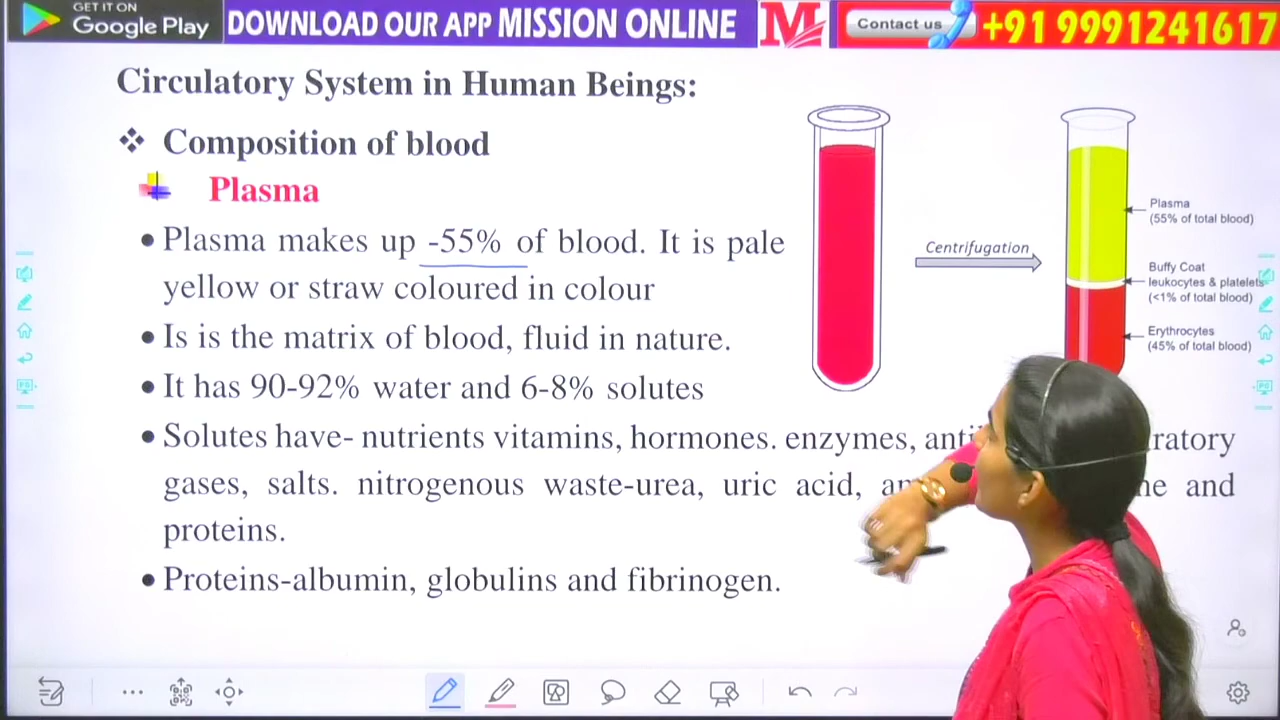 GET IT ON
Google Play
DOWNLOAD OUR APP MISSION ONLINE
M
Contact us
+91 9991241617
Circulatory System in Human Beings:
Composition of blood
Plasma
Plasma makes up -55% of blood. It is pale
yellow or straw coloured in colour
Is is the matrix of blood, fluid in nature.
It has 90-92% water and 6-8% solutes
Solutes have- nutrients vitamins, hormones. enzymes,
gases, salts. nitrogenous waste-urea, uric acid, and
proteins.
Proteins-albumin, globulins and fibrinogen.
Centrifugation
Plasma
(55% of total blood)
Buffy Coat
leukocytes & platelets
(<1% of total blood)
Erythrocytes
(45% of total blood)